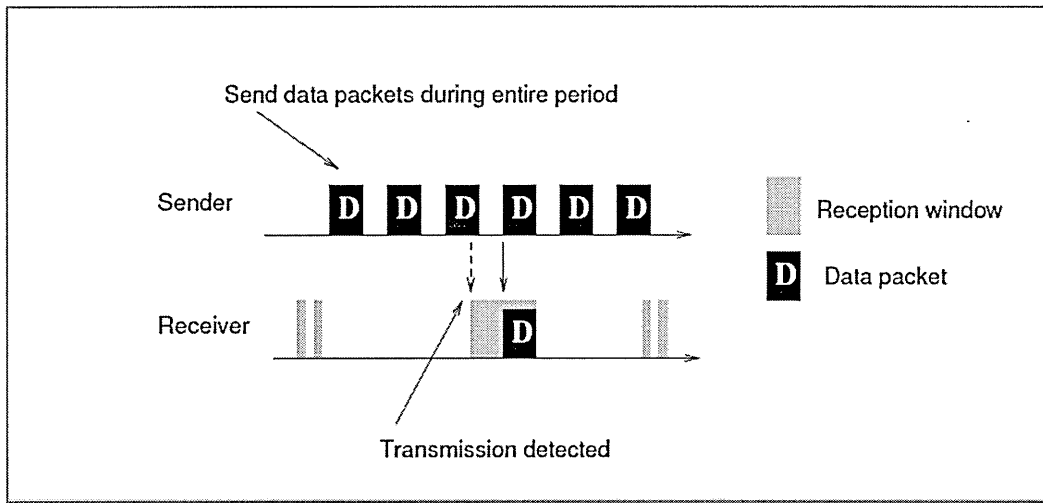 Send data packets during entire period
Sender
D D D D D D
Reception window
D
Data packet
Receiver
D
Transmission detected